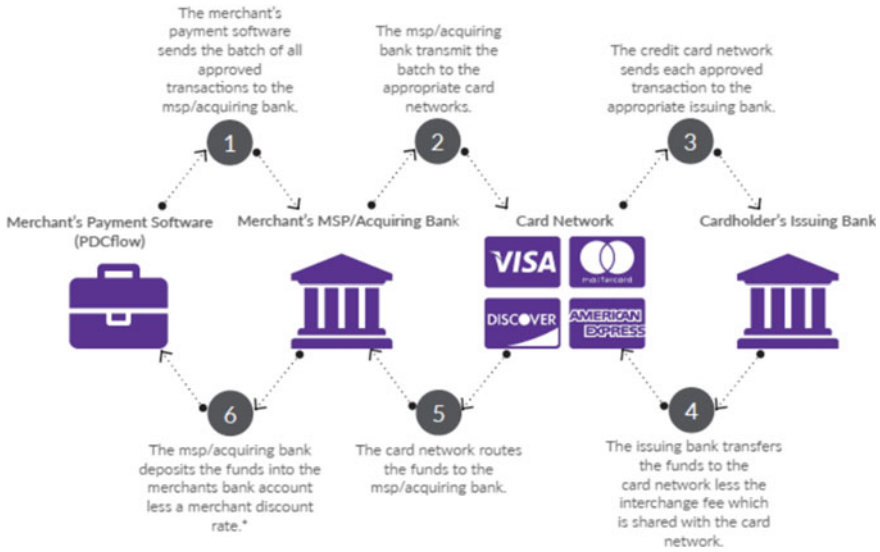 The merchant's
payment software
sends the batch of all
approved
transactions to the
msp/acquiring bank.
The msp/acquiring
bank transmit the
batch to the
appropriate card
networks.
The credit card network
sends each approved
transaction to the
appropriate issuing bank.
1
2
3
Merchant's Payment Software
(PDCflow)
Merchant's MSP/Acquiring Bank
Card Network
Cardholder's Issuing Bank
VISA
mastercard
DISCOVER
AMERICAN
EXPRESS
6
5
4
The msp/acquiring bank
deposits the funds into the
merchants bank account
less a merchant discount
rate.*
The card network routes
the funds to the
msp/acquiring bank.
The issuing bank transfers
the funds to the
card network less the
interchange fee which
is shared with the card
network.